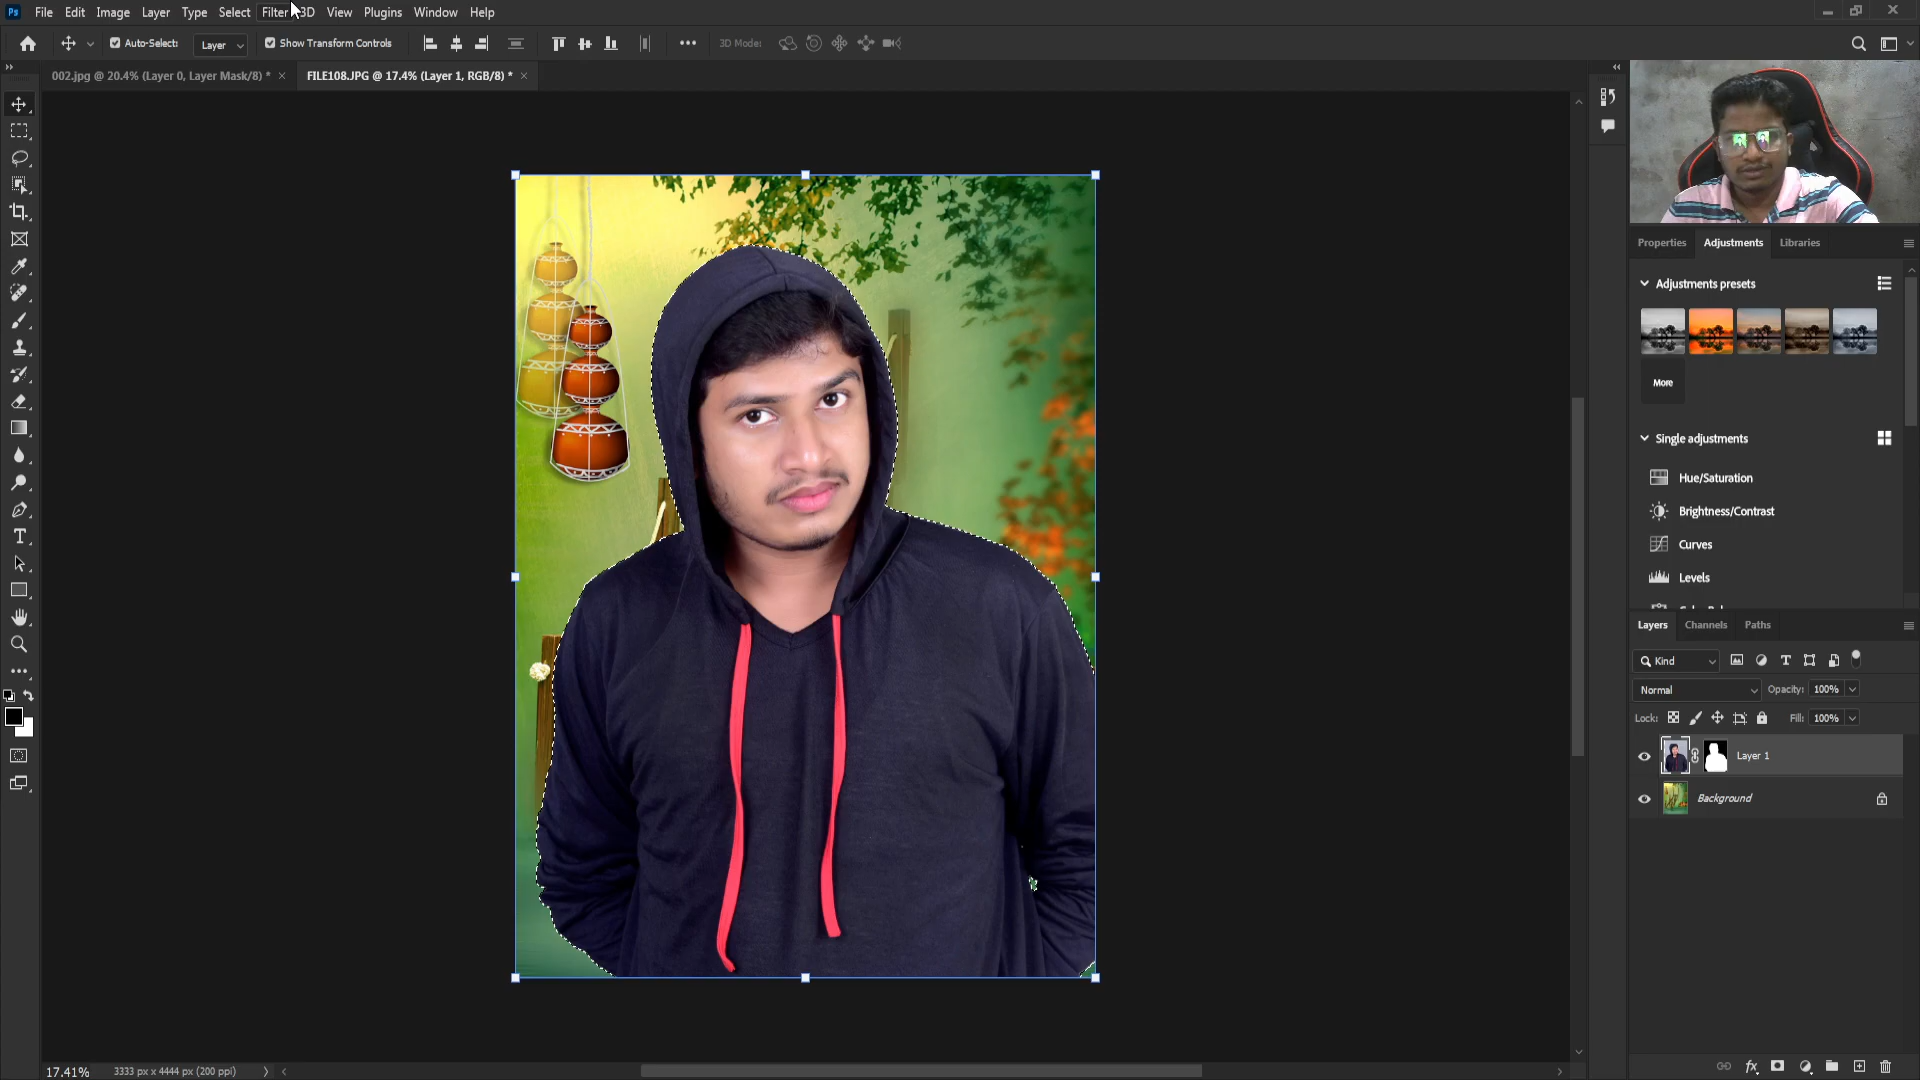 Ps File Edit Image Layer Type Select Filter 3D View Plugins Window Help
Auto-Select: Layer Show Transform Controls 3D Mode:
002.jpg @ 20.4% (Layer 0, Layer Mask/8) * FILE108.JPG @ 17.4% (Layer 1, RGB/8) *
Properties Adjustments Libraries
Adjustments presets
More
Single adjustments
Hue/Saturation
Brightness/Contrast
Curves
Levels
Layers Channels Paths
Kind
Normal Opacity: 100%
Lock: Fill: 100%
Layer 1
Background
17.41% 3333 px x 4444 px (200 ppi)